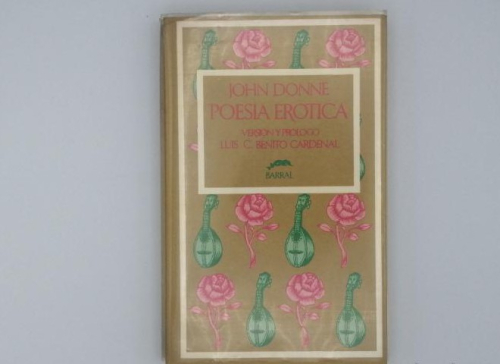 JOHN DONNE
POESIA EROTICA
VERSION Y PROLOGO
LUIS C. BENITO CARDENAL
BARRAL